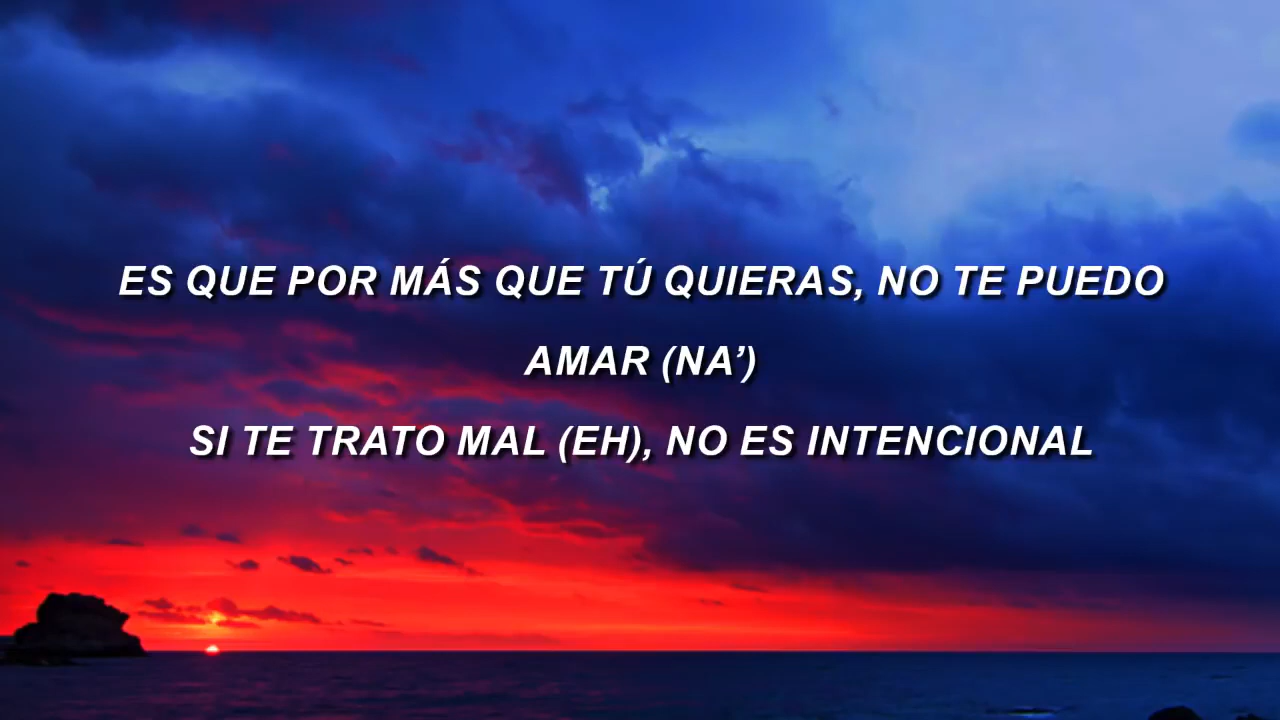 ES QUE POR MÁS QUE TÚ QUIERAS, NO TE PUEDO
AMAR (NA’)
SI TE TRATO MAL (EH), NO ES INTENCIONAL